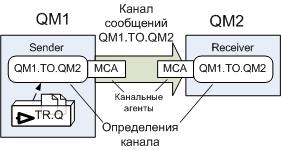 QM1
Канал
сообщений
QM1.TO.QM2
QM2
Sender
Receiver
QM1.TO.QM2
MCA
MCA
QM1.TO.QM2
Канальные
агенты
TR.Q
Определения
канала